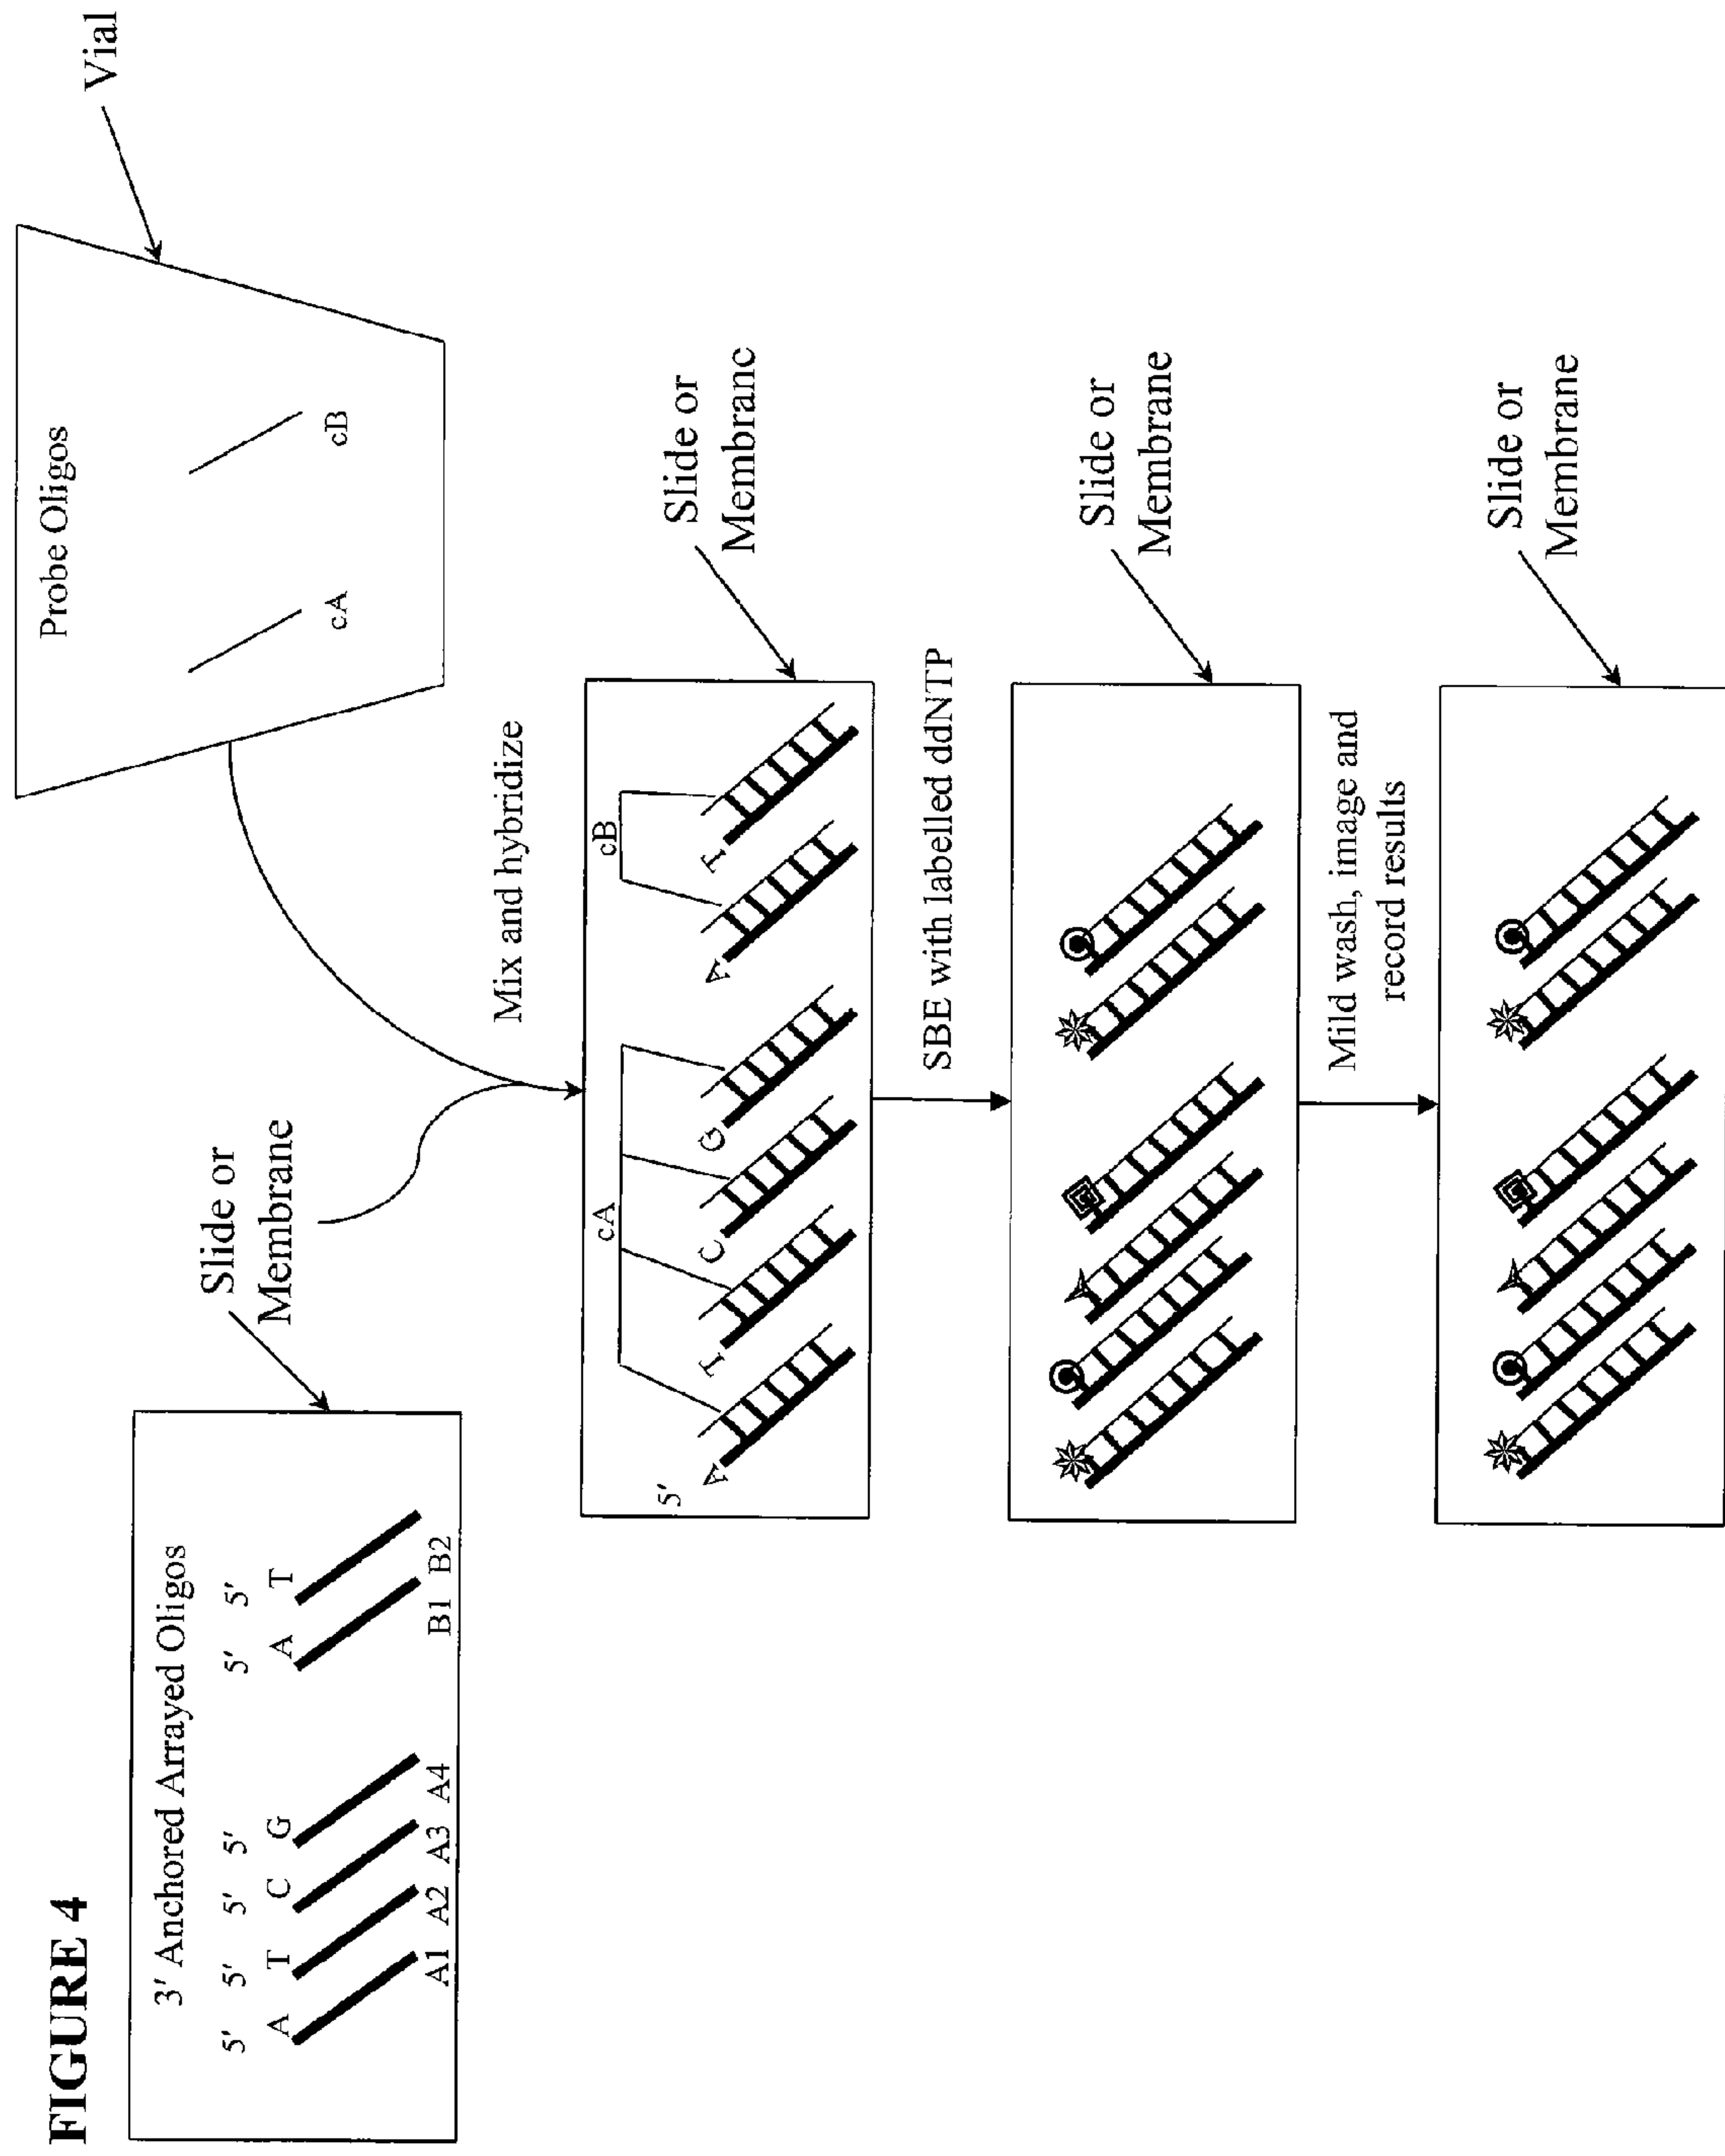 FIGURE 4
3' Anchored Arrayed Oligos
5' 5' 5' 5' 5' 5'
A T C G A T
A1 A2 A3 A4 B1 B2
Slide or
Membrane
Probe Oligos
cA cB
Vial
Mix and hybridize
cA cB
5'
A T C G A T
Slide or
Membrane
SBE with labelled ddNTP
Slide or
Membrane
Mild wash, image and
record results
Slide or
Membrane